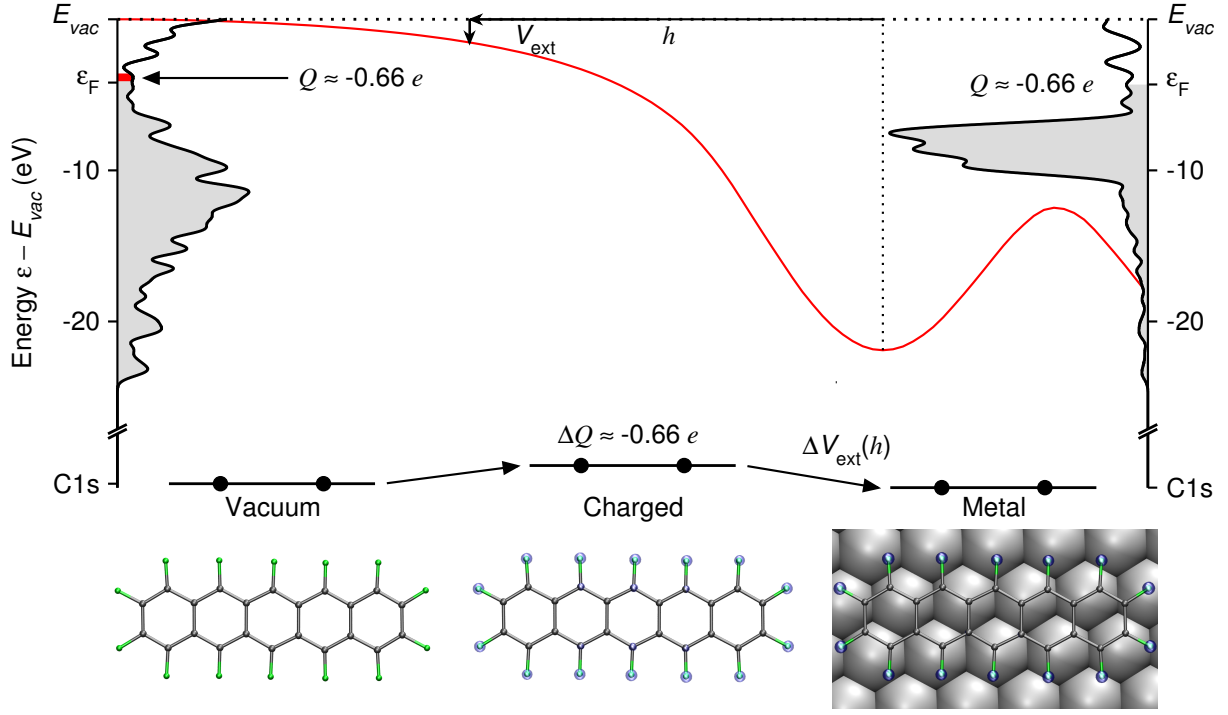 E_vac
V_ext
h
E_vac
ε_F
Q ≈ -0.66 e
Q ≈ -0.66 e
ε_F
Energy ε – E_vac (eV)
-10
-10
-20
-20
ΔQ ≈ -0.66 e
ΔV_ext(h)
C1s
C1s
Vacuum
Charged
Metal